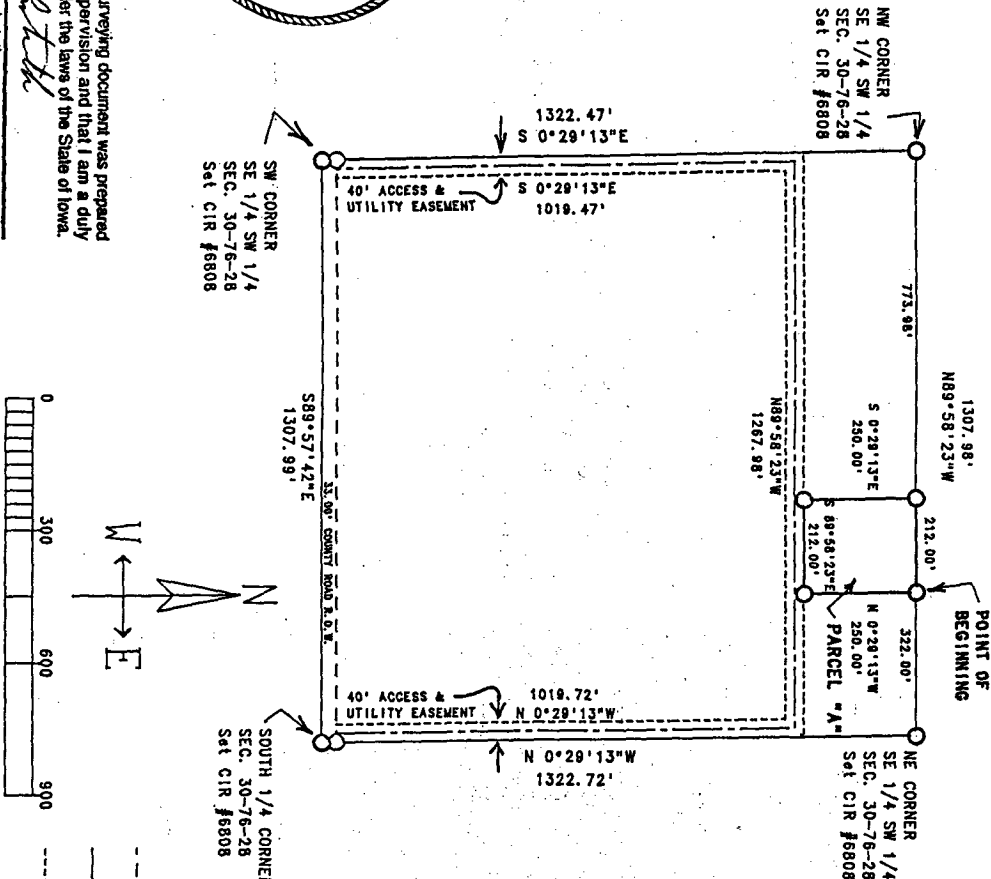 NW CORNER
SE 1/4 SW 1/4
SEC. 30-76-28
Set CIR #6808
1307.98'
N89°58'23"W
773.98'
212.00'
322.00'
POINT OF
BEGINNING
NE CORNER
SE 1/4 SW 1/4
SEC. 30-76-28
Set CIR #6808
S 0°29'13"E
250.00'
S 89°58'23"E
212.00'
N 0°29'13"W
250.00'
PARCEL "A"
N89°58'23"W
1267.98'
1322.47'
S 0°29'13"E
S 0°29'13"E
1019.47'
40' ACCESS &
UTILITY EASEMENT
1019.72'
N 0°29'13"W
N 0°29'13"W
1322.72'
40' ACCESS &
UTILITY EASEMENT
33.00' COUNTY ROAD R.O.W.
S89°57'42"E
1307.99'
SW CORNER
SE 1/4 SW 1/4
SEC. 30-76-28
Set CIR #6808
SOUTH 1/4 CORNER
SEC. 30-76-28
Set CIR #6808
N
W E
0 300 600 900
urveying document was prepared
pervision and that I am a duly
er the laws of the State of Iowa.